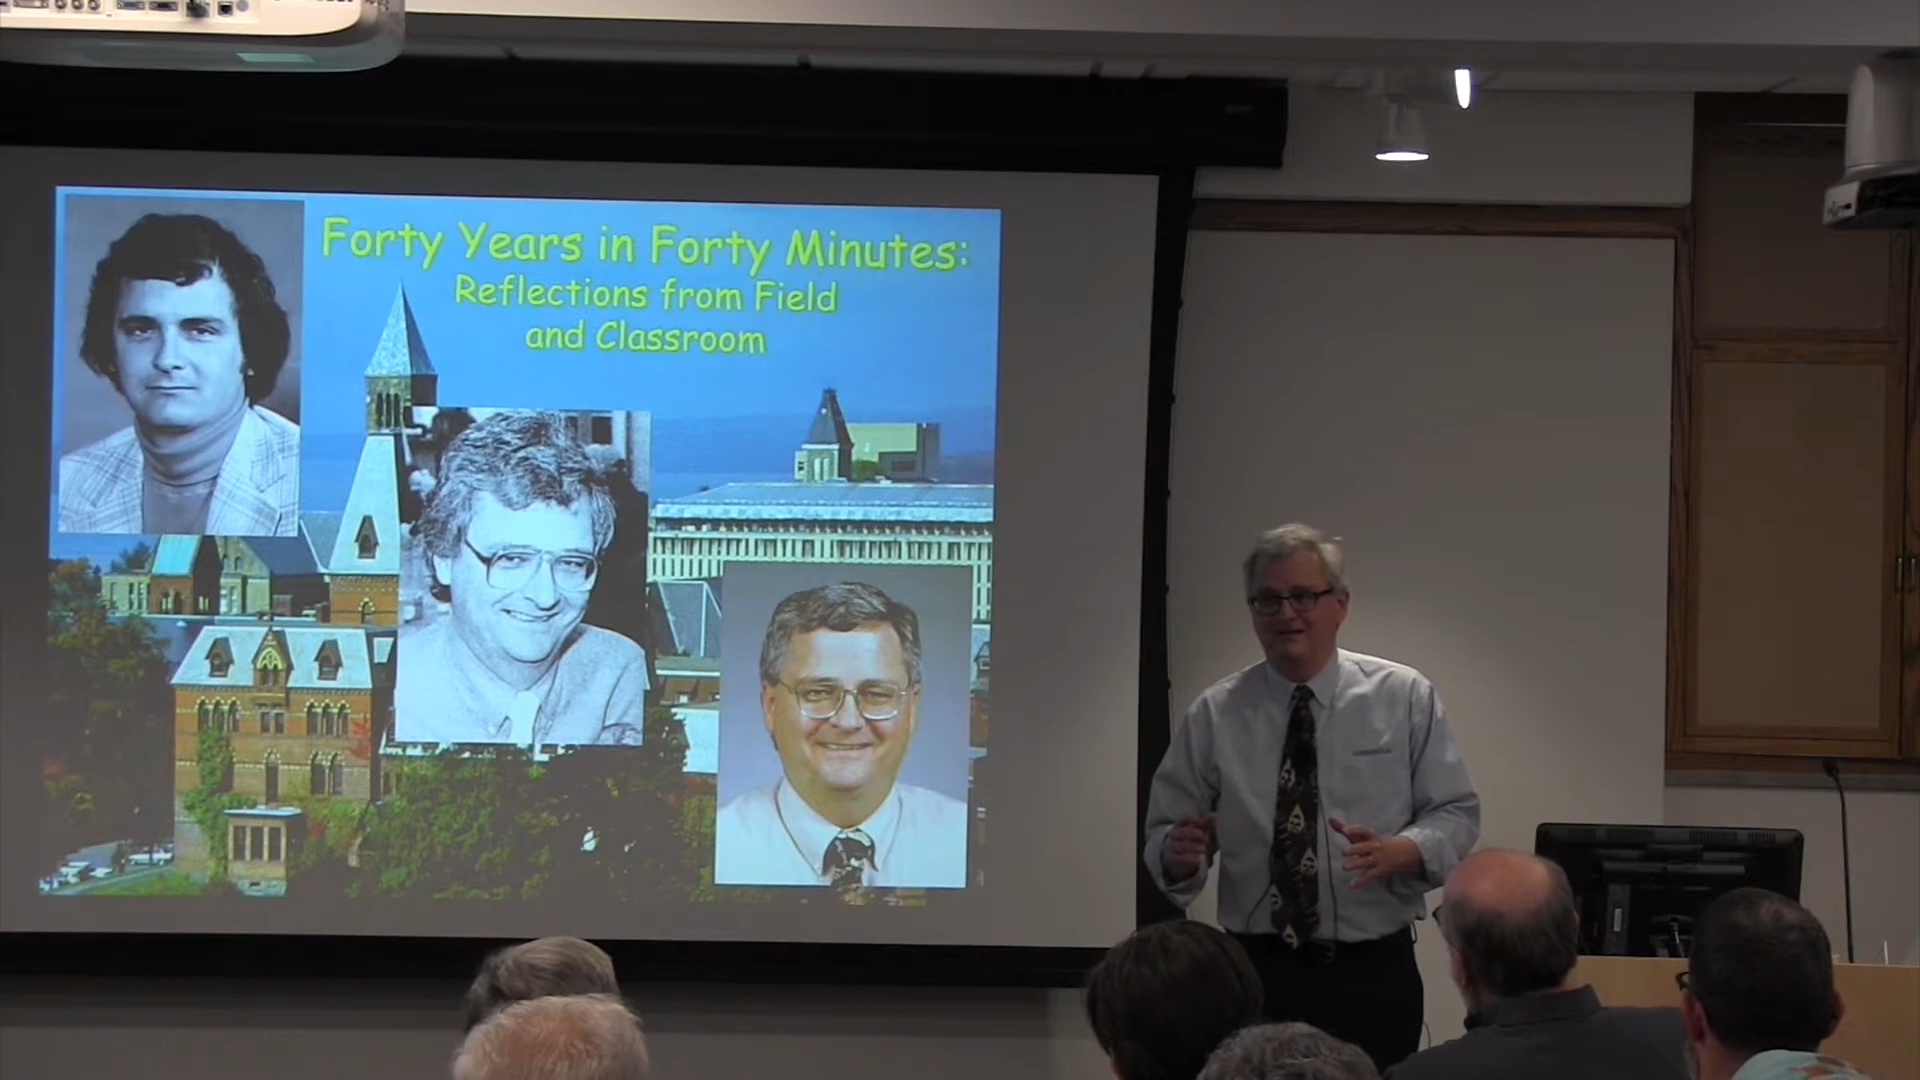 Forty Years in Forty Minutes:
Reflections from Field
and Classroom